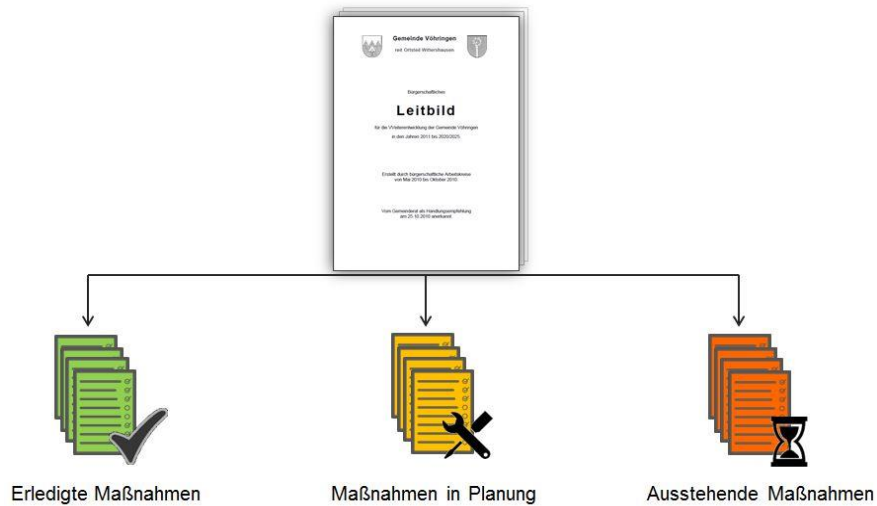 Gemeinde Vöhringen
mit Ortsteil Wittershausen
Bürgerschaftliches
Leitbild
für die Weiterentwicklung der Gemeinde Vöhringen
in den Jahren 2011 bis 2020/2025
Erstellt durch bürgerschaftliche Arbeitskreise
von Mai 2010 bis Oktober 2010
Vom Gemeinderat als Handlungsempfehlung
am 25.10.2010 anerkannt
Erledigte Maßnahmen
Maßnahmen in Planung
Ausstehende Maßnahmen